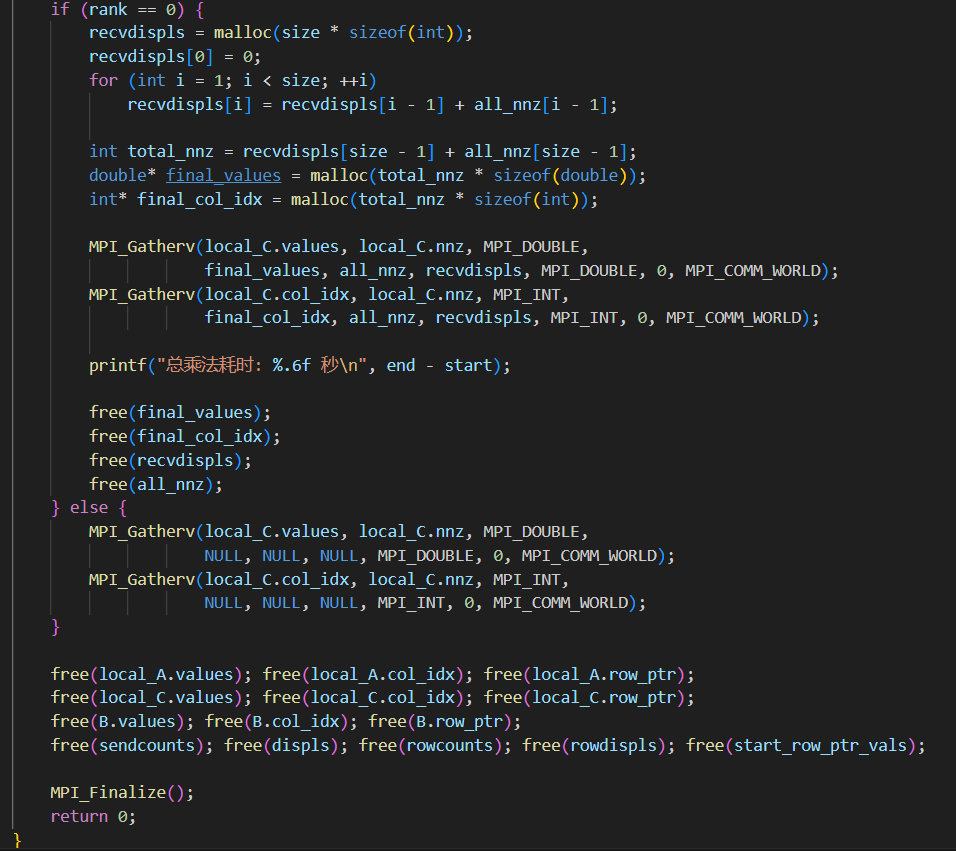 if (rank == 0) {
recvdispls = malloc(size * sizeof(int));
recvdispls[0] = 0;
for (int i = 1; i < size; ++i)
recvdispls[i] = recvdispls[i - 1] + all_nnz[i - 1];
int total_nnz = recvdispls[size - 1] + all_nnz[size - 1];
double* final_values = malloc(total_nnz * sizeof(double));
int* final_col_idx = malloc(total_nnz * sizeof(int));
MPI_Gatherv(local_C.values, local_C.nnz, MPI_DOUBLE,
final_values, all_nnz, recvdispls, MPI_DOUBLE, 0, MPI_COMM_WORLD);
MPI_Gatherv(local_C.col_idx, local_C.nnz, MPI_INT,
final_col_idx, all_nnz, recvdispls, MPI_INT, 0, MPI_COMM_WORLD);
printf("总乘法耗时: %.6f 秒\n", end - start);
free(final_values);
free(final_col_idx);
free(recvdispls);
free(all_nnz);
} else {
MPI_Gatherv(local_C.values, local_C.nnz, MPI_DOUBLE,
NULL, NULL, NULL, MPI_DOUBLE, 0, MPI_COMM_WORLD);
MPI_Gatherv(local_C.col_idx, local_C.nnz, MPI_INT,
NULL, NULL, NULL, MPI_INT, 0, MPI_COMM_WORLD);
}
free(local_A.values); free(local_A.col_idx); free(local_A.row_ptr);
free(local_C.values); free(local_C.col_idx); free(local_C.row_ptr);
free(B.values); free(B.col_idx); free(B.row_ptr);
free(sendcounts); free(displs); free(rowcounts); free(rowdispls); free(start_row_ptr_vals);
MPI_Finalize();
return 0;
}